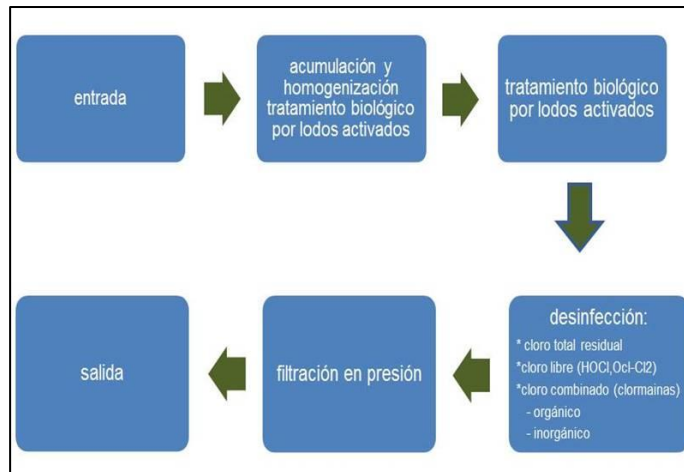 entrada
acumulación y
homogenización
tratamiento biológico
por lodos activados
tratamiento biológico
por lodos activados
desinfección:
* cloro total residual
*cloro libre (HOCl,Ocl-Cl2)
*cloro combinado (clormainas)
- orgánico
- inorgánico
filtración en presión
salida